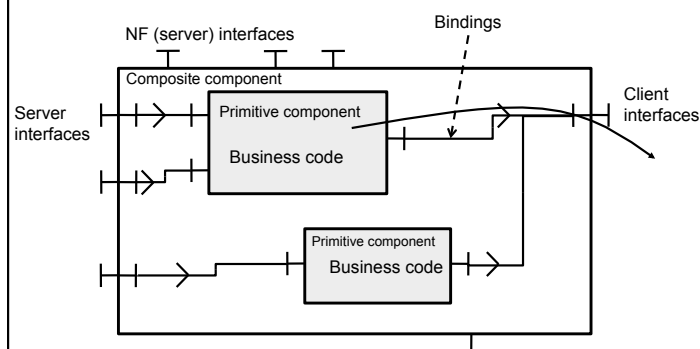 Bindings
NF (server) interfaces
Composite component
Server
interfaces
Primitive component
Business code
Client
interfaces
Primitive component
Business code